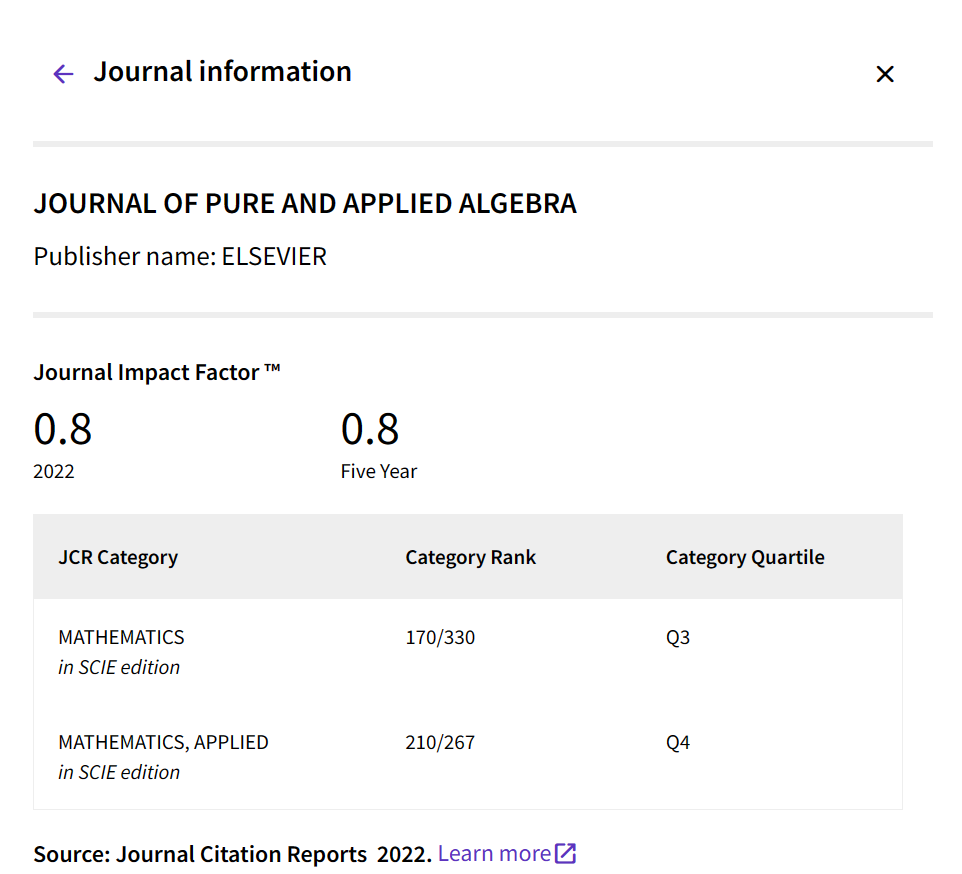 Journal information
JOURNAL OF PURE AND APPLIED ALGEBRA
Publisher name: ELSEVIER
Journal Impact Factor ™
0.8 0.8
2022 Five Year
JCR Category Category Rank Category Quartile
MATHEMATICS 170/330 Q3
in SCIE edition
MATHEMATICS, APPLIED 210/267 Q4
in SCIE edition
Source: Journal Citation Reports 2022. Learn more